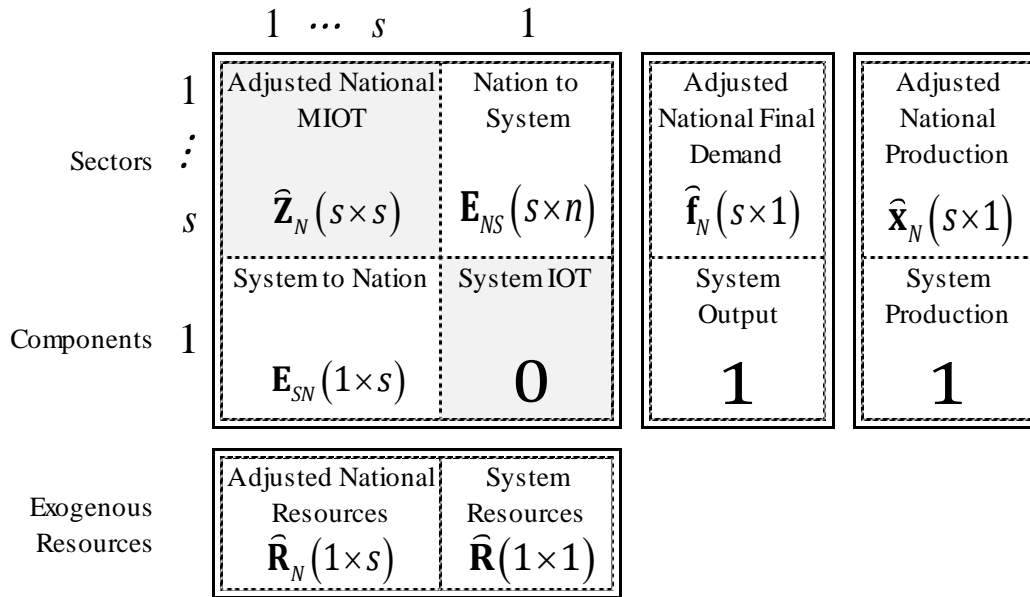 1 ⋯ s 1
Adjusted National Nation to Adjusted Adjusted
1 MIOT System National Final National
⋮ Demand Production
Sectors
s Ẑ_N (s×s) E_NS (s×n) f̂_N (s×1) x̂_N (s×1)
System to Nation System IOT System System
Output Production
Components 1
E_SN (1×s) 0 1 1
Adjusted National System
Exogenous Resources Resources
Resources R̂_N (1×s) R̂ (1×1)